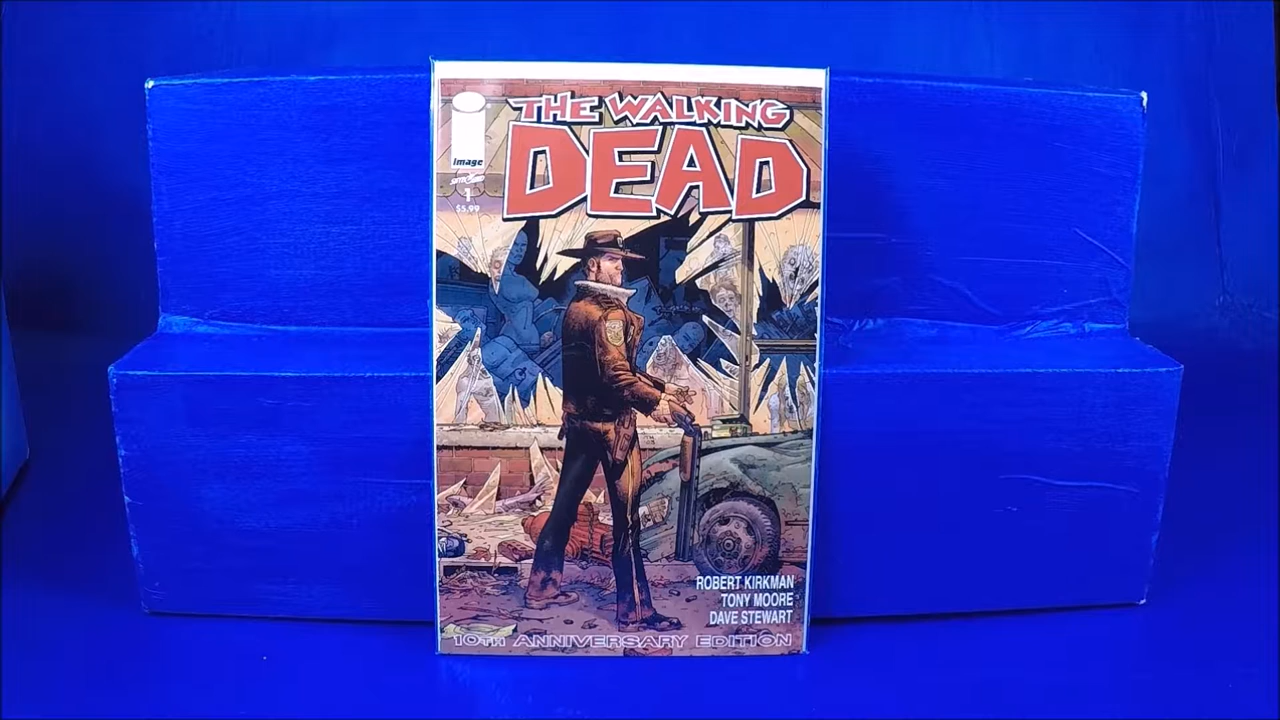 THE WALKING
DEAD
image
1
$5.99
ROBERT KIRKMAN
TONY MOORE
DAVE STEWART
10TH ANNIVERSARY EDITION